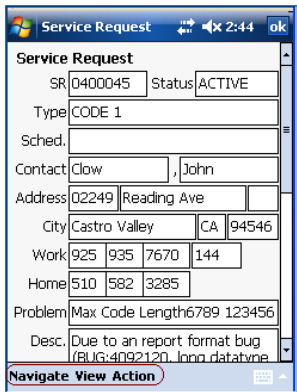 Service Request 2:44 ok
Service Request
SR 0400045 Status ACTIVE
Type CODE 1
Sched.
Contact Clow , John
Address 02249 Reading Ave
City Castro Valley CA 94546
Work 925 935 7670 144
Home 510 582 3285
Problem Max Code Length6789 123456
Desc. Due to an report format bug
(BUG:4092120, long datatype
Navigate View Action